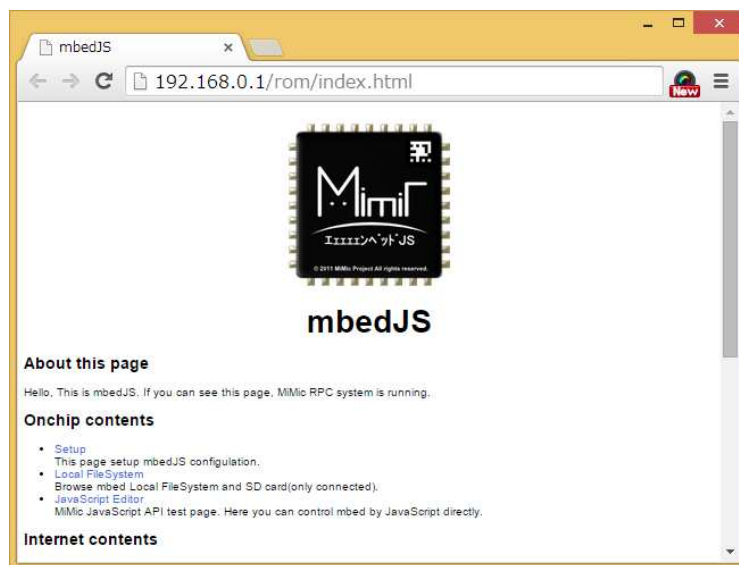 mbedJS
192.168.0.1/rom/index.html
New
MimiC
エェェェェンベッドJS
© 2011 MiMic Project All rights reserved.
mbedJS
About this page
Hello, This is mbedJS. If you can see this page, MiMic RPC system is running.
Onchip contents
Setup
This page setup mbedJS configulation.
Local FileSystem
Browse mbed Local FileSystem and SD card(only connected).
JavaScript Editor
MiMic JavaScript API test page. Here you can control mbed by JavaScript directly.
Internet contents